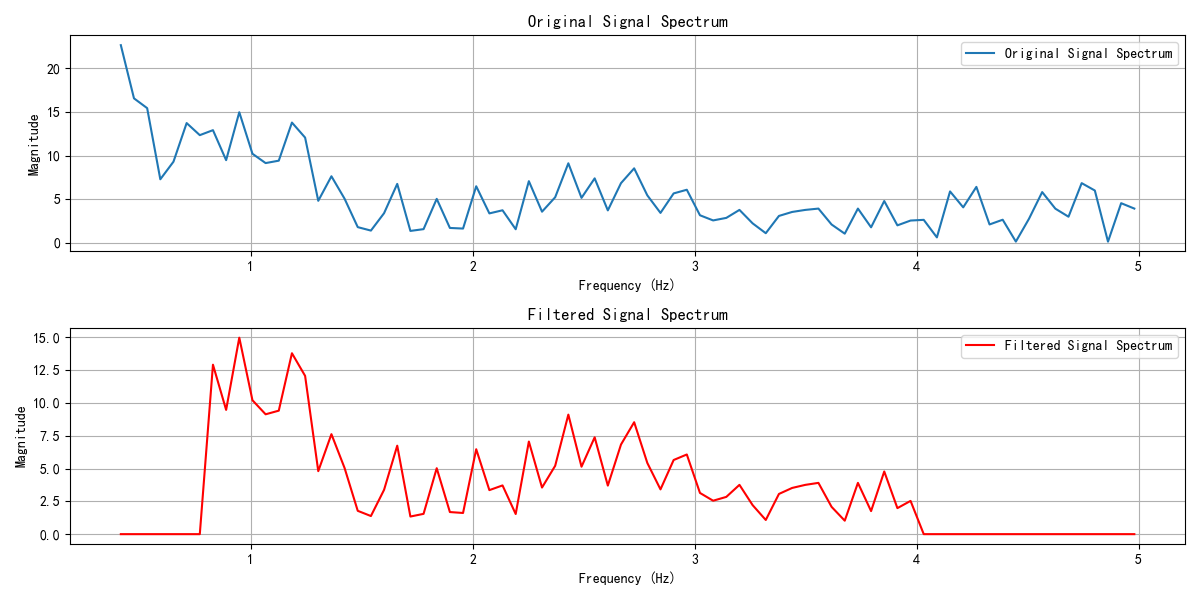 Original Signal Spectrum
Original Signal Spectrum
20
15
10
5
0
Magnitude
1 2 3 4 5
Frequency (Hz)
Filtered Signal Spectrum
Filtered Signal Spectrum
15.0
12.5
10.0
7.5
5.0
2.5
0.0
Magnitude
1 2 3 4 5
Frequency (Hz)